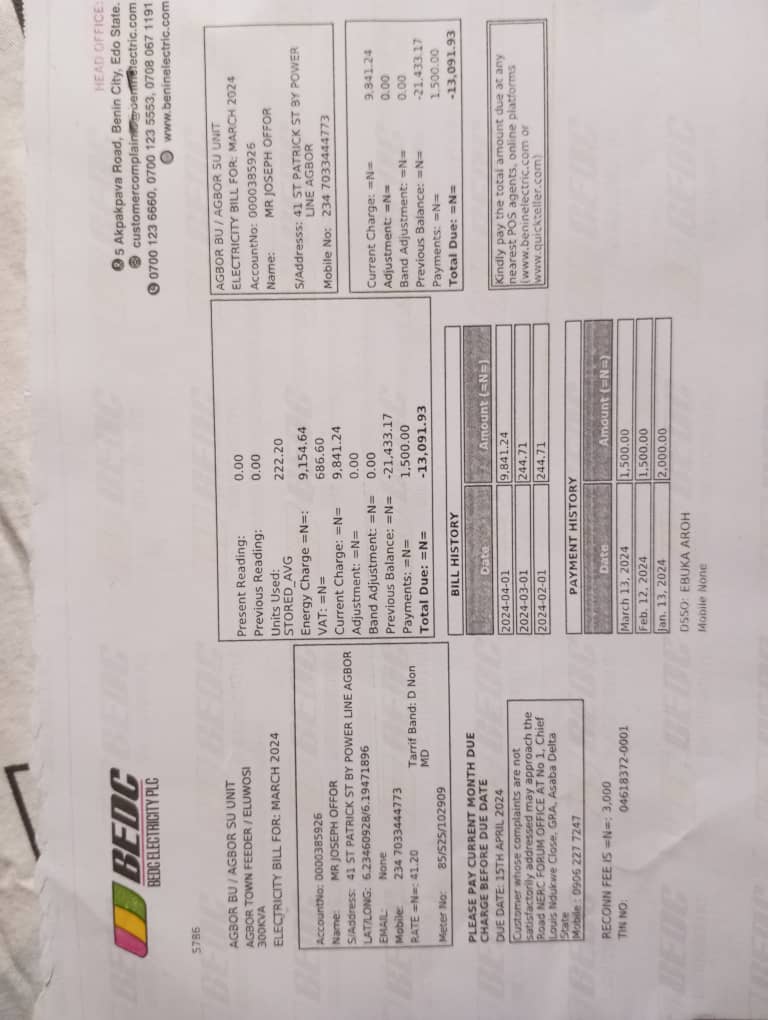 BEDC
BEDC ELECTRICITY PLC
HEAD OFFICE:
5 Akpakpava Road, Benin City, Edo State.
customercomplaints@beninelectric.com
0700 123 6660, 0700 123 5553, 0708 067 1191
www.beninelectric.com
5786
AGBOR BU / AGBOR SU UNIT
AGBOR TOWN FEEDER / ELUWOSI
300KVA
ELECTRICITY BILL FOR: MARCH 2024
AccountNo: 0000385926
Name: MR JOSEPH OFFOR
S/Address: 41 ST PATRICK ST BY POWER LINE AGBOR
LAT/LONG: 6.23460928/6.19471896
EMAIL: None
Mobile: 234 7033444773
RATE =N=: 41.20 Tarrif Band: D Non
MD
Meter No: 85/S25/102909
PLEASE PAY CURRENT MONTH DUE
CHARGE BEFORE DUE DATE
DUE DATE: 15TH APRIL 2024
Customer whose complaints are not
satisfactorily addressed may approach the
Road NERC FORUM OFFICE AT No 1, Chief
Louis Ndukwe Close, GRA, Asaba Delta
State
Mobile : 0906 227 7247
RECONN FEE IS =N=: 3,000
TIN NO. 04618372-0001
Present Reading: 0.00
Previous Reading: 0.00
Units Used: 222.20
STORED_AVG
Energy Charge =N=: 9,154.64
VAT: =N= 686.60
Current Charge: =N= 9,841.24
Adjustment: =N= 0.00
Band Adjustment: =N= 0.00
Previous Balance: =N= -21,433.17
Payments: =N= 1,500.00
Total Due: =N= -13,091.93
BILL HISTORY
Date Amount (=N=)
2024-04-01 9,841.24
2024-03-01 244.71
2024-02-01 244.71
PAYMENT HISTORY
Date Amount (=N=)
March 13, 2024 1,500.00
Feb. 12, 2024 1,500.00
Jan. 13, 2024 2,000.00
DSSO: EBUKA AROH
Mobile None
AGBOR BU / AGBOR SU UNIT
ELECTRICITY BILL FOR: MARCH 2024
AccountNo: 0000385926
Name: MR JOSEPH OFFOR
S/Addresss: 41 ST PATRICK ST BY POWER
LINE AGBOR
Mobile No: 234 7033444773
Current Charge: =N= 9,841.24
Adjustment: =N= 0.00
Band Adjustment: =N= 0.00
Previous Balance: =N= -21,433.17
Payments: =N= 1,500.00
Total Due: =N= -13,091.93
Kindly pay the total amount due at any
nearest POS agents, online platforms
(www.beninelectric.com or
www.quickteller.com)